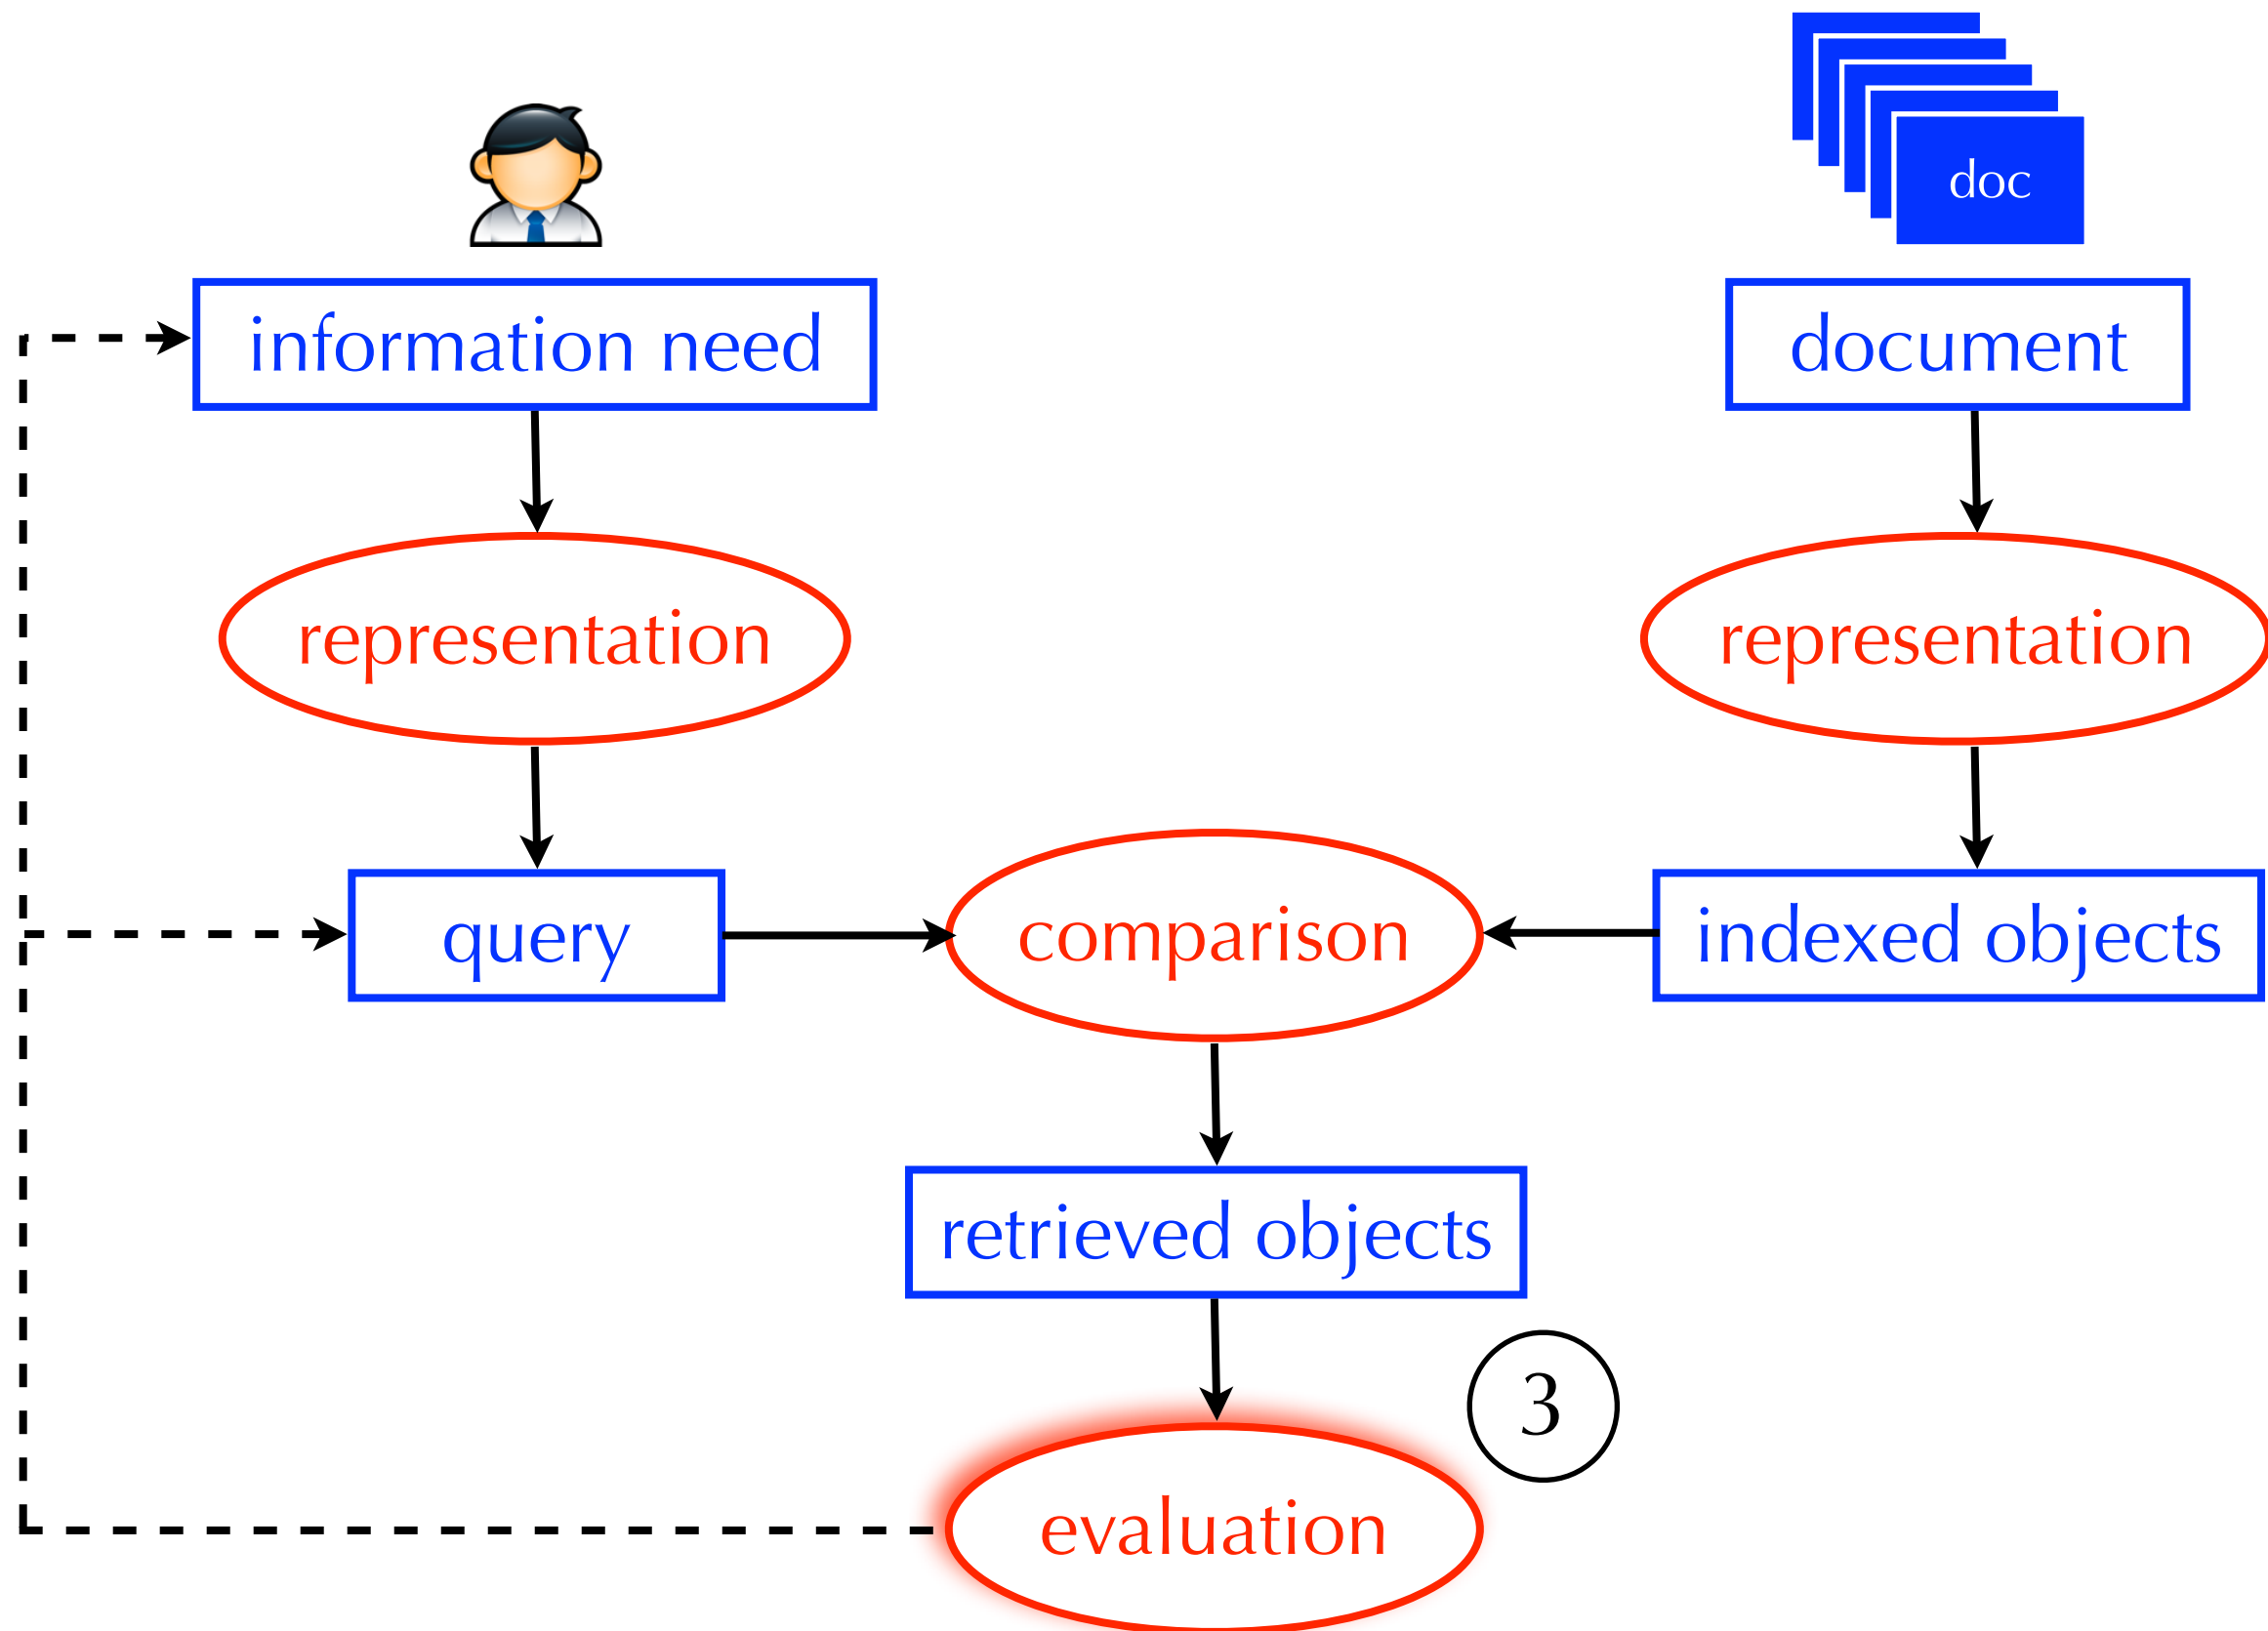 doc
information need
document
representation
representation
query
comparison
indexed objects
retrieved objects
3
evaluation